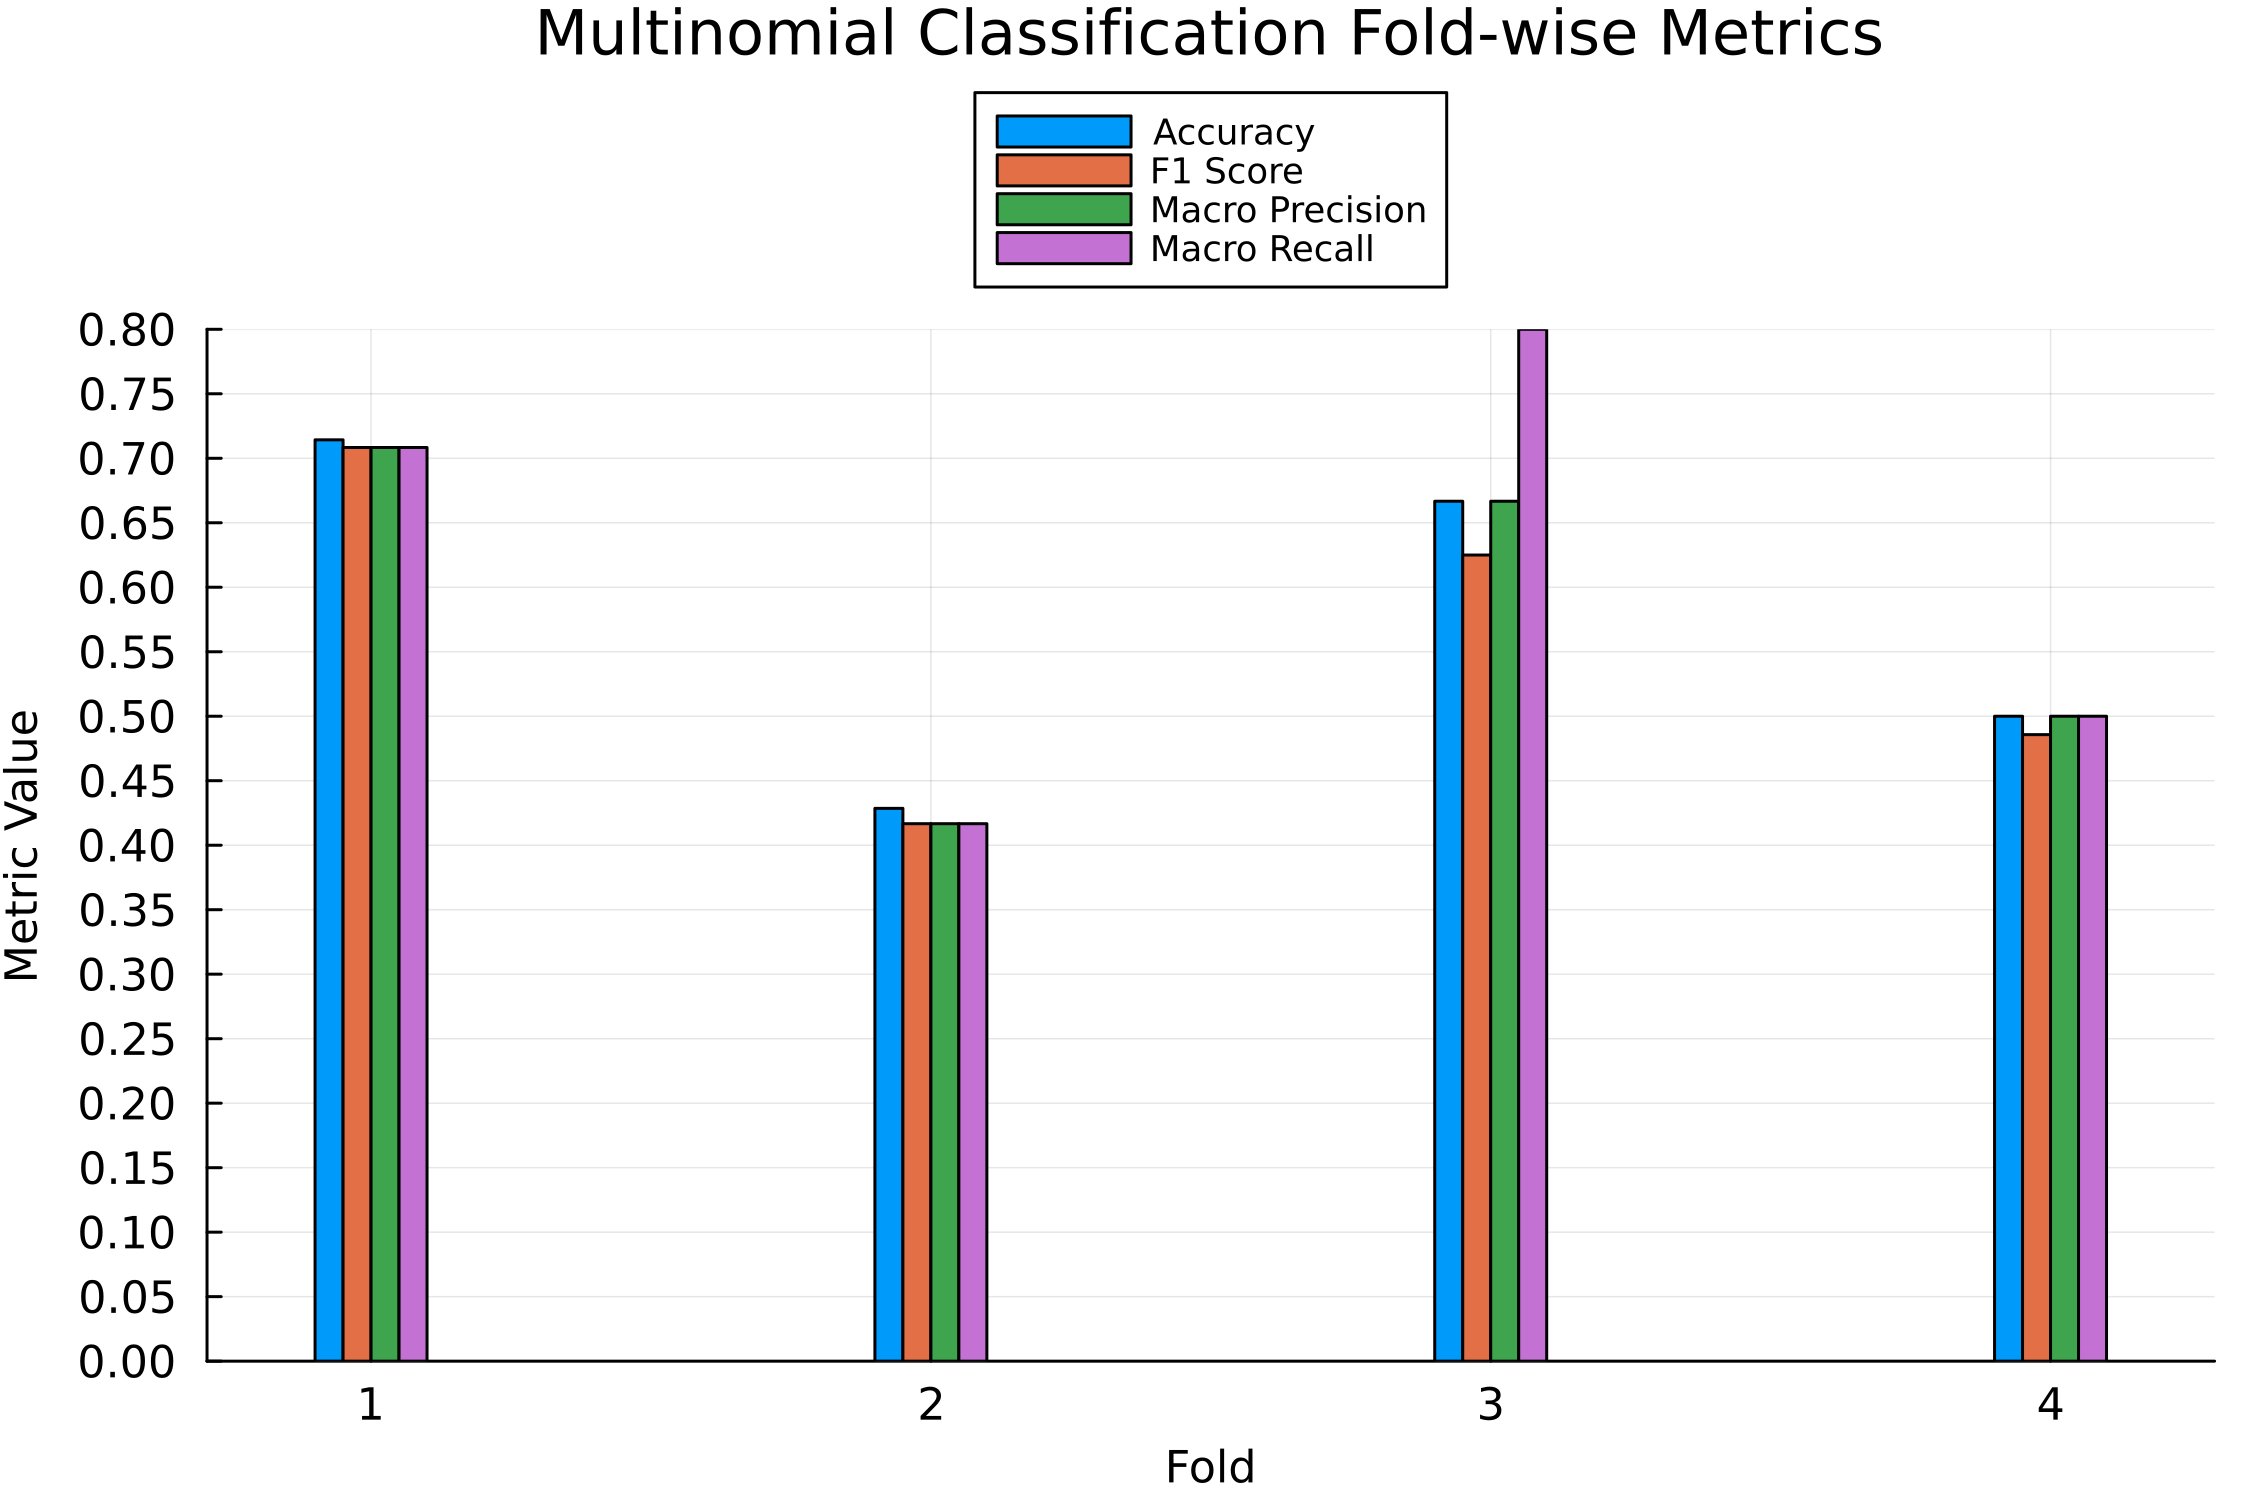 Multinomial Classification Fold-wise Metrics
Accuracy
F1 Score
Macro Precision
Macro Recall
0.80
0.75
0.70
0.65
0.60
0.55
0.50
0.45
0.40
0.35
0.30
0.25
0.20
0.15
0.10
0.05
0.00
Metric Value
1 2 3 4
Fold